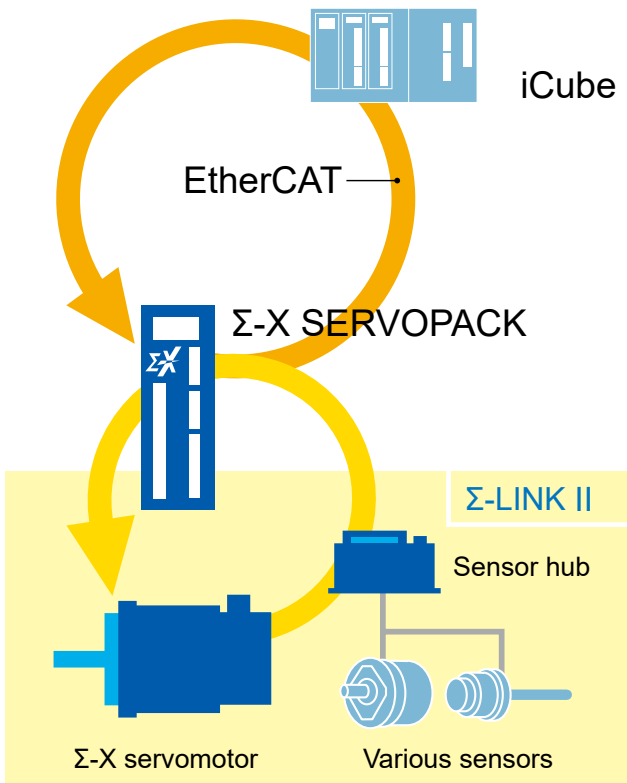 iCube
EtherCAT
Σ-X SERVOPACK
Σ-X
Σ-LINK II
Sensor hub
Σ-X servomotor
Various sensors